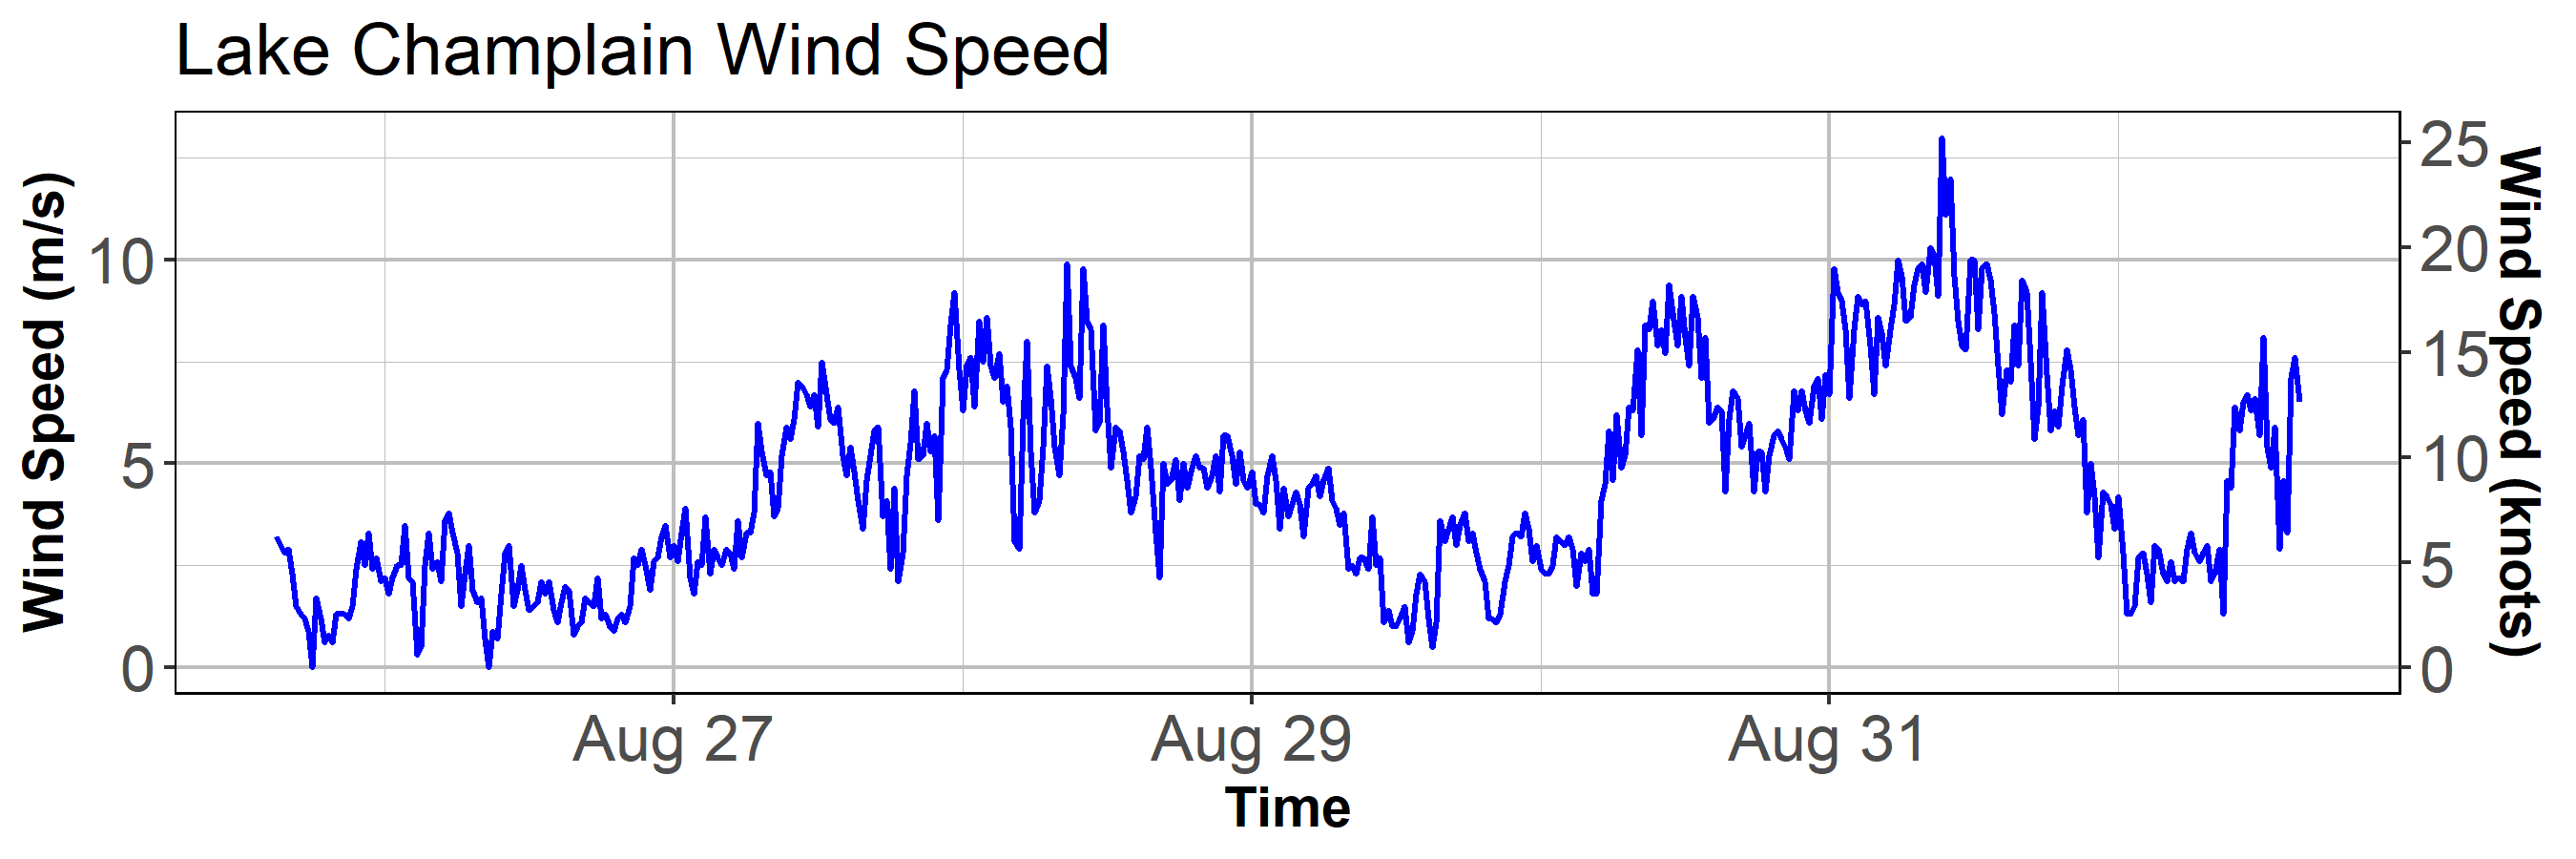 Lake Champlain Wind Speed
Wind Speed (m/s)
10
5
0
25
20
15
10
5
0
Wind Speed (knots)
Aug 27
Aug 29
Aug 31
Time